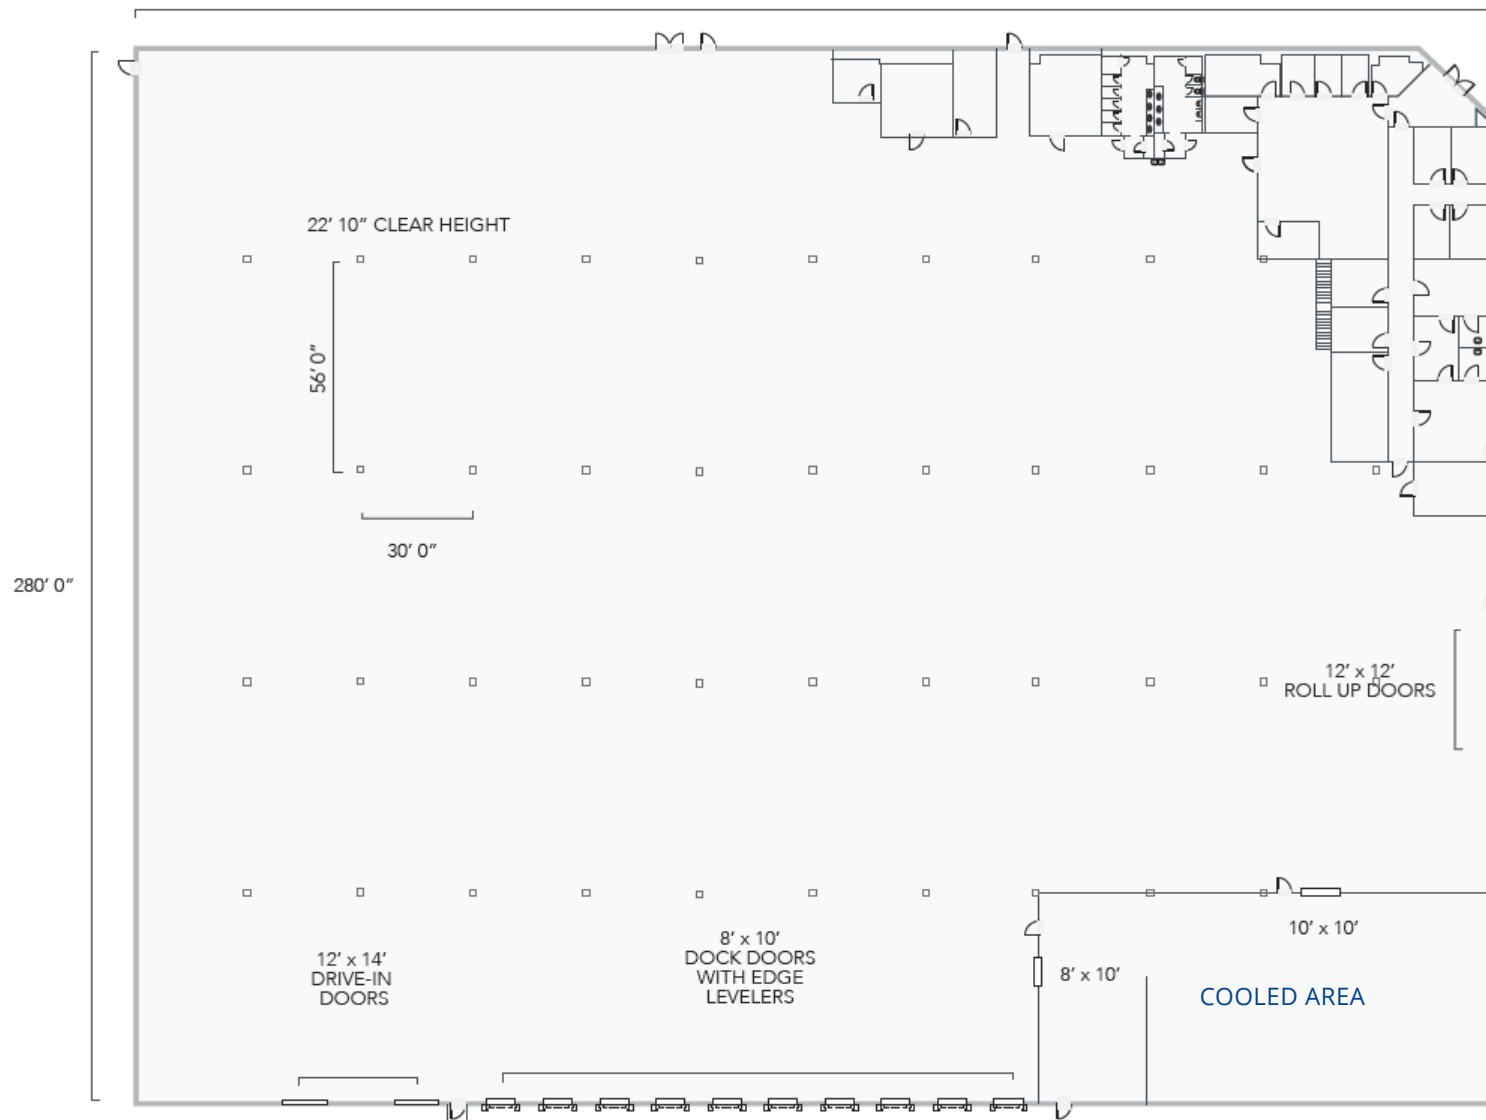 22’ 10” CLEAR HEIGHT
56’ 0”
30’ 0”
280’ 0”
12’ x 12’
ROLL UP DOORS
10’ x 10’
8’ x 10’
DOCK DOORS
WITH EDGE
LEVELERS
12’ x 14’
DRIVE-IN
DOORS
8’ x 10’
COOLED AREA